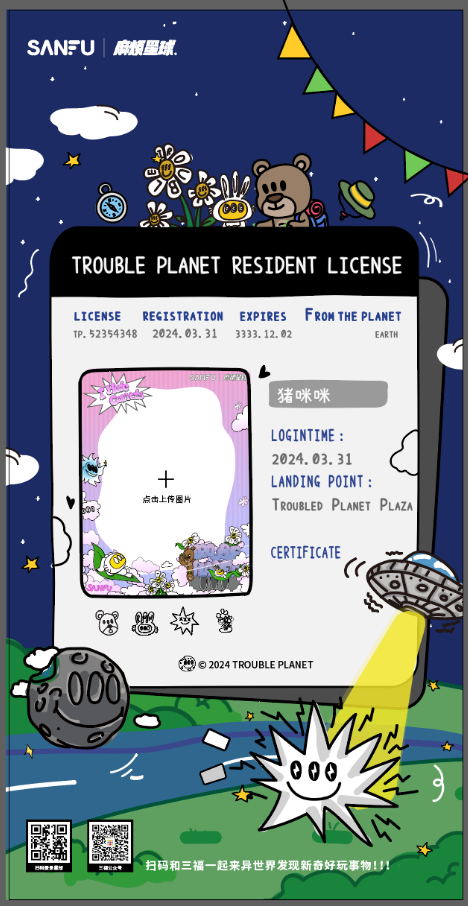 SANFU | 麻烦星球.
TROUBLE PLANET RESIDENT LICENSE
LICENSE REGISTRATION EXPIRES FROM THE PLANET
TP. 52354348 2024. 03. 31 3333. 12. 02 EARTH
猪咪咪
LOGINTIME :
2024. 03. 31
LANDING POINT :
TROUBLED PLANET PLAZA
点击上传图片
SANFU
CERTIFICATE
© 2024 TROUBLE PLANET
扫码和三福一起来异世界发现新奇好玩事物!!!